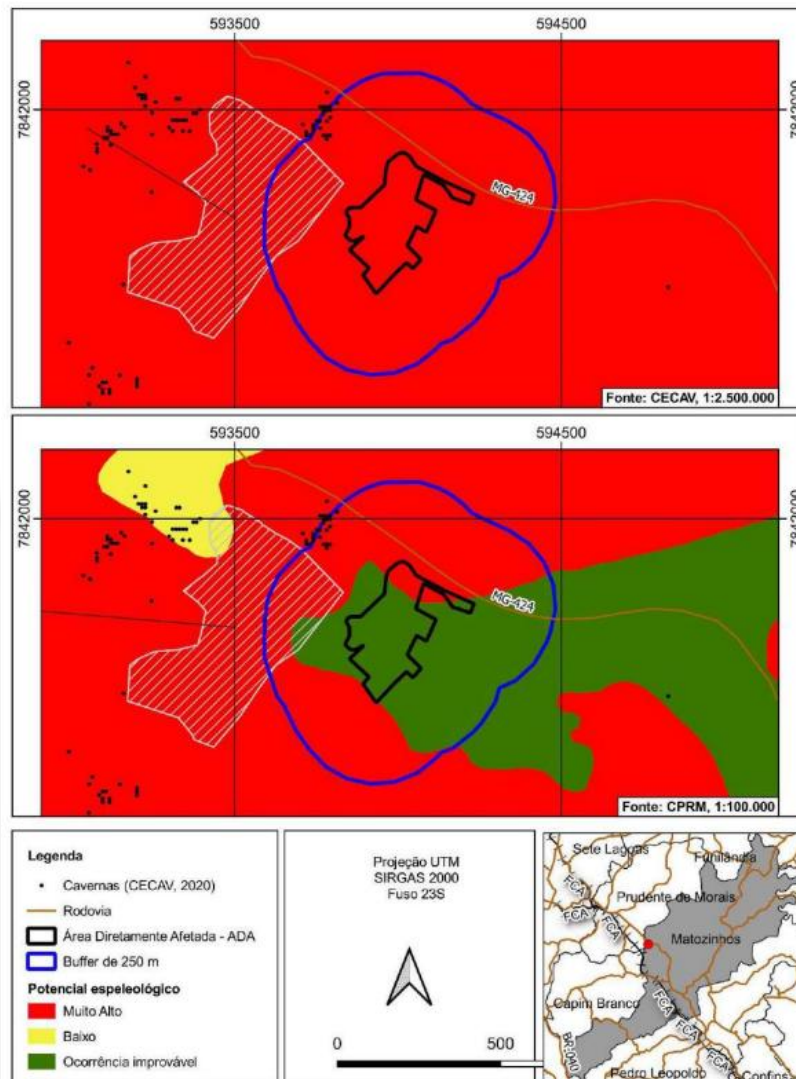 593500 594500
7842000 7842000
MG-424
Fonte: CECAV, 1:2.500.000
593500 594500
7842000 7842000
MG-424
Fonte: CPRM, 1:100.000
Legenda
Cavernas (CECAV, 2020)
Rodovia
Área Diretamente Afetada - ADA
Buffer de 250 m
Potencial espeleológico
Muito Alto
Baixo
Ocorrência improvável
Projeção UTM
SIRGAS 2000
Fuso 23S
0 500
Sete Lagoas
Funilândia
FCA
Prudente de Morais
FCA
FCA
Matozinhos
Capim Branco
FCA
FCA
BR-040
FCA
Confins
Pedro Leopoldo